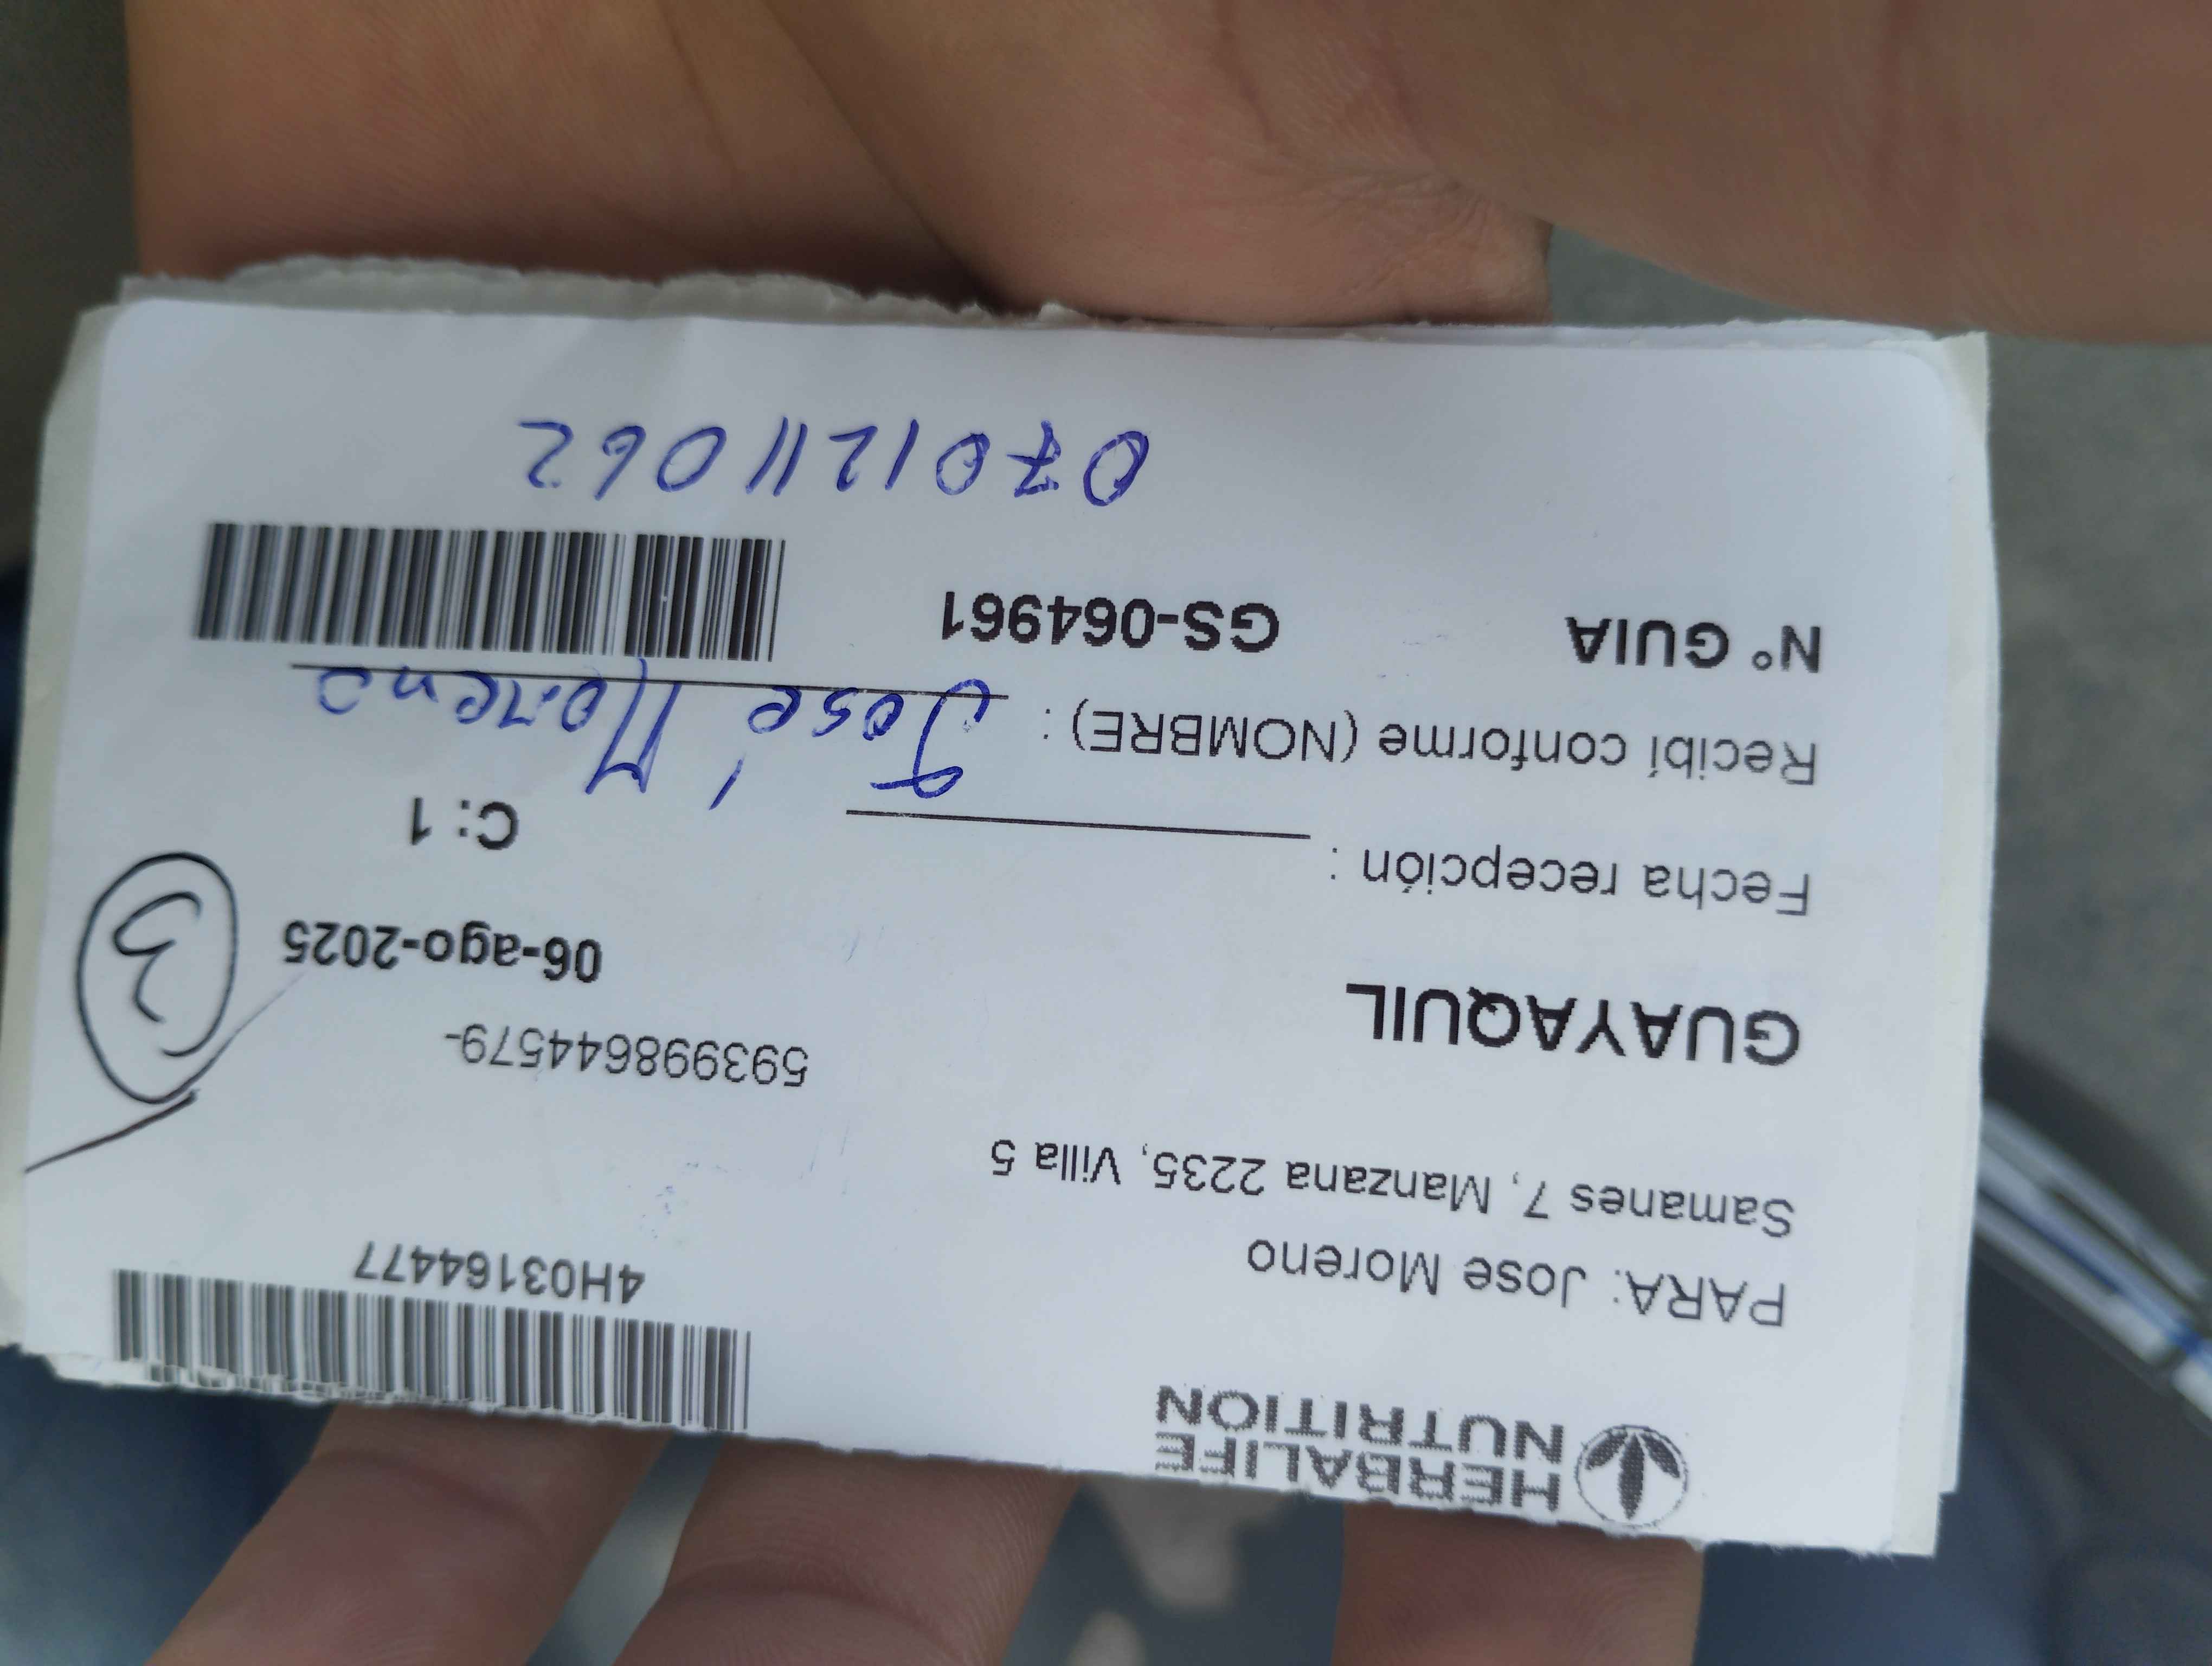 HERBALIFE
NUTRITION
4H03164477
PARA: Jose Moreno
Samanes 7, Manzana 2235, Villa 5
593998644579-
GUAYAQUIL
06-ago-2025
3
Fecha recepción :
C: 1
Recibí conforme (NOMBRE) : José Moreno
N° GUIA GS-064961
0701211062